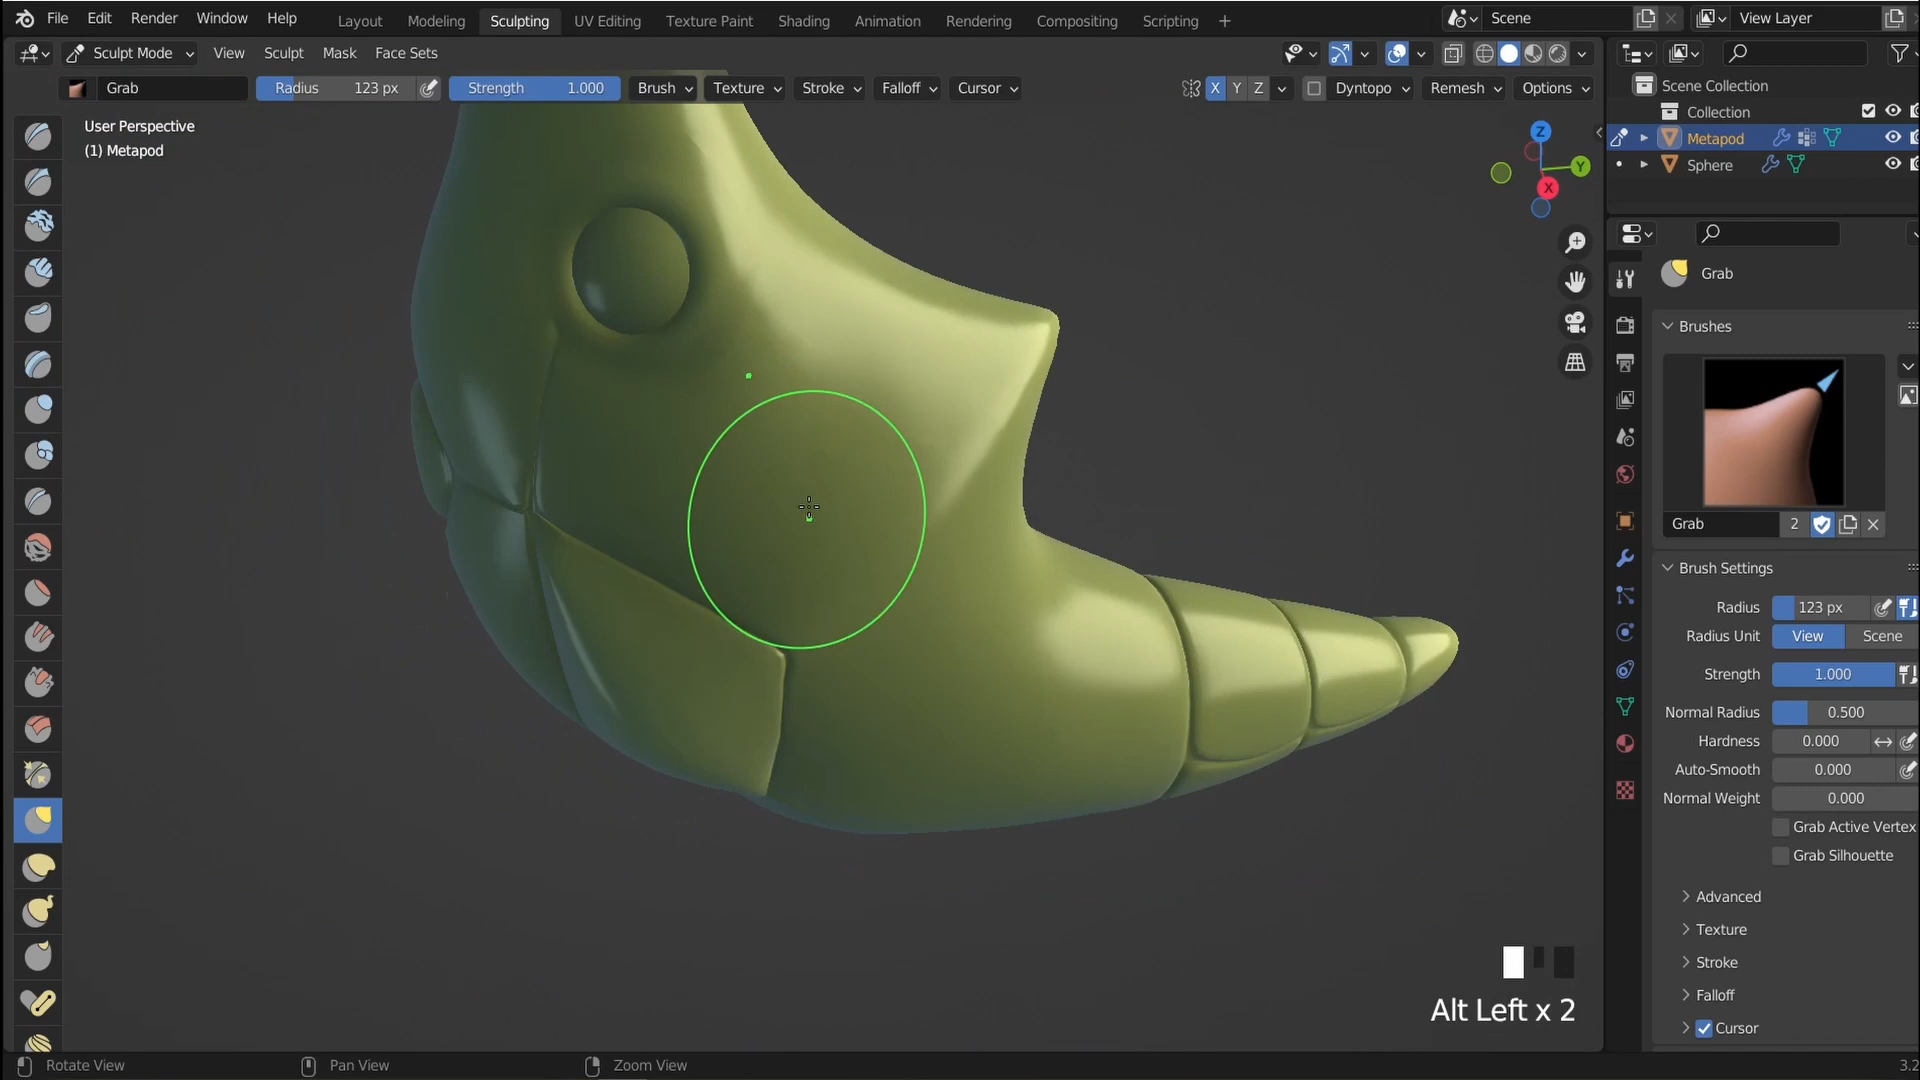 File Edit Render Window Help Layout Modeling Sculpting UV Editing Texture Paint Shading Animation Rendering Compositing Scripting + Scene View Layer
Sculpt Mode View Sculpt Mask Face Sets
Grab Radius 123 px Strength 1.000 Brush Texture Stroke Falloff Cursor X Y Z Dyntopo Remesh Options
User Perspective
(1) Metapod
Z
Y
X
Scene Collection
Collection
Metapod
Sphere
Grab
Brushes
Grab 2
Brush Settings
Radius 123 px
Radius Unit View Scene
Strength 1.000
Normal Radius 0.500
Hardness 0.000
Auto-Smooth 0.000
Normal Weight 0.000
Grab Active Vertex
Grab Silhouette
Advanced
Texture
Stroke
Falloff
Cursor
Alt Left x 2
Rotate View Pan View Zoom View 3.2